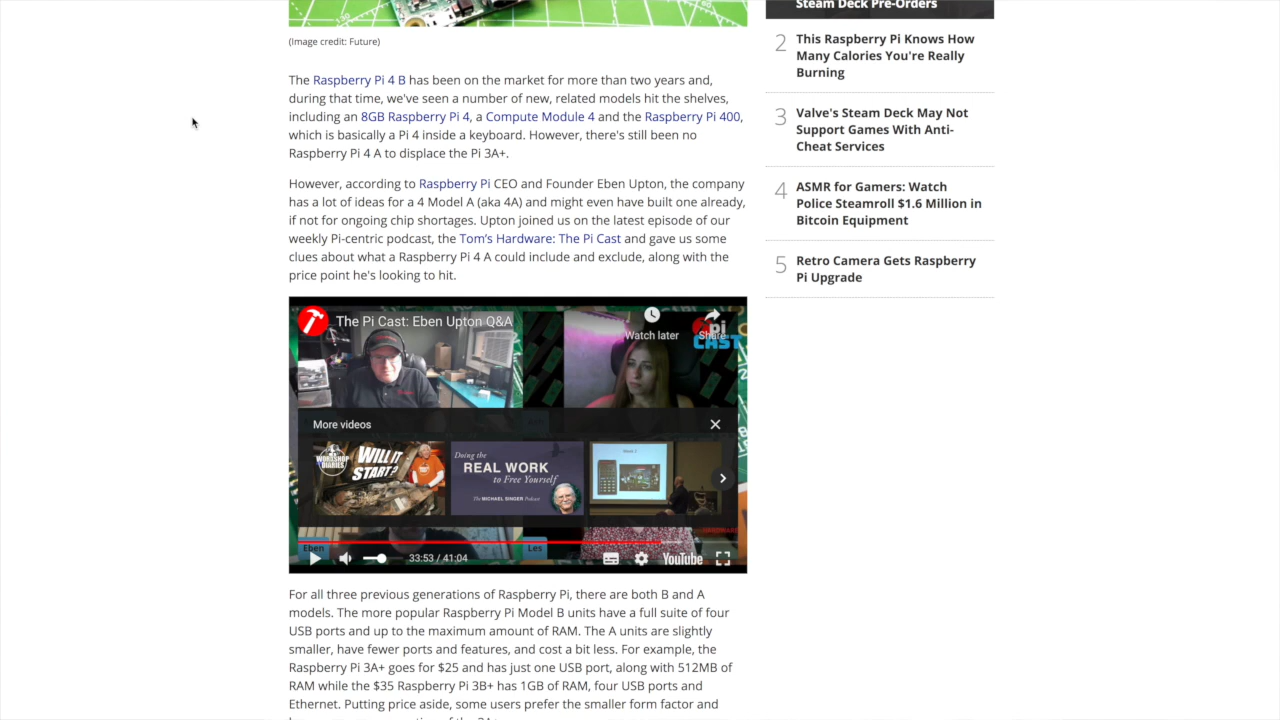 (Image credit: Future)
The Raspberry Pi 4 B has been on the market for more than two years and,
during that time, we've seen a number of new, related models hit the shelves,
including an 8GB Raspberry Pi 4, a Compute Module 4 and the Raspberry Pi 400,
which is basically a Pi 4 inside a keyboard. However, there's still been no
Raspberry Pi 4 A to displace the Pi 3A+.
However, according to Raspberry Pi CEO and Founder Eben Upton, the company
has a lot of ideas for a 4 Model A (aka 4A) and might even have built one already,
if not for ongoing chip shortages. Upton joined us on the latest episode of our
weekly Pi-centric podcast, the Tom's Hardware: The Pi Cast and gave us some
clues about what a Raspberry Pi 4 A could include and exclude, along with the
price point he's looking to hit.
The Pi Cast: Eben Upton Q&A
Watch later
Share
pi
CAST
More videos
WORKSHOP
DIARIES
WILL IT
START?
Doing the
REAL WORK
to Free Yourself
The MICHAEL SINGER Podcast
Eben
Les
33:53 / 41:04
YouTube
For all three previous generations of Raspberry Pi, there are both B and A
models. The more popular Raspberry Pi Model B units have a full suite of four
USB ports and up to the maximum amount of RAM. The A units are slightly
smaller, have fewer ports and features, and cost a bit less. For example, the
Raspberry Pi 3A+ goes for $25 and has just one USB port, along with 512MB of
RAM while the $35 Raspberry Pi 3B+ has 1GB of RAM, four USB ports and
Ethernet. Putting price aside, some users prefer the smaller form factor and
Steam Deck Pre-Orders
2
This Raspberry Pi Knows How
Many Calories You're Really
Burning
3
Valve's Steam Deck May Not
Support Games With Anti-
Cheat Services
4
ASMR for Gamers: Watch
Police Steamroll $1.6 Million in
Bitcoin Equipment
5
Retro Camera Gets Raspberry
Pi Upgrade